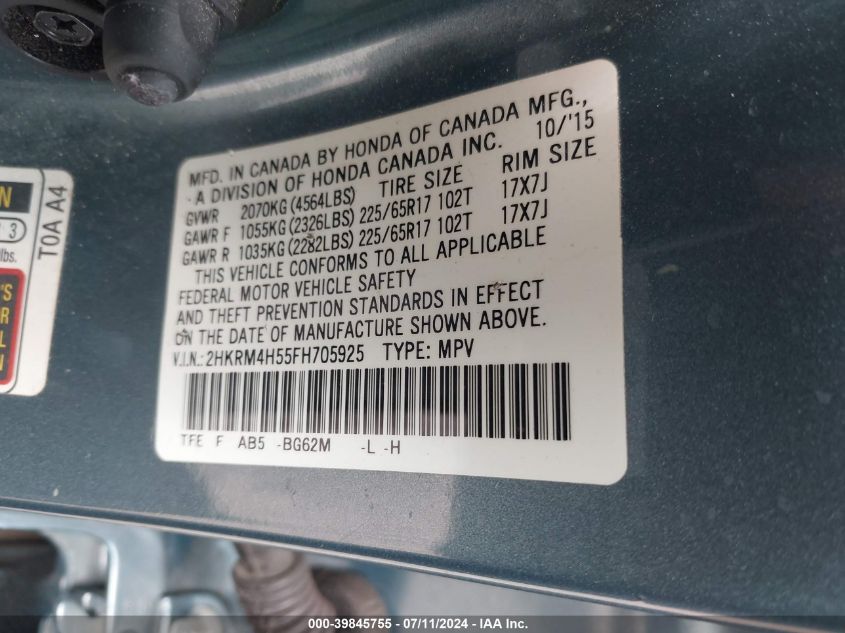 MFD. IN CANADA BY HONDA OF CANADA MFG.,
A DIVISION OF HONDA CANADA INC. 10/'15
GVWR 2070KG(4564LBS) TIRE SIZE RIM SIZE
GAWR F 1055KG(2326LBS) 225/65R17 102T 17X7J
GAWR R 1035KG(2282LBS) 225/65R17 102T 17X7J
THIS VEHICLE CONFORMS TO ALL APPLICABLE
FEDERAL MOTOR VEHICLE SAFETY
AND THEFT PREVENTION STANDARDS IN EFFECT
ON THE DATE OF MANUFACTURE SHOWN ABOVE.
V.I.N.: 2HKRM4H55FH705925 TYPE: MPV
TFE F AB5 -BG62M -L -H
N
3
lbs.
'S
R
L
N
T0A A4
000-39845755 - 07/11/2024 - IAA Inc.